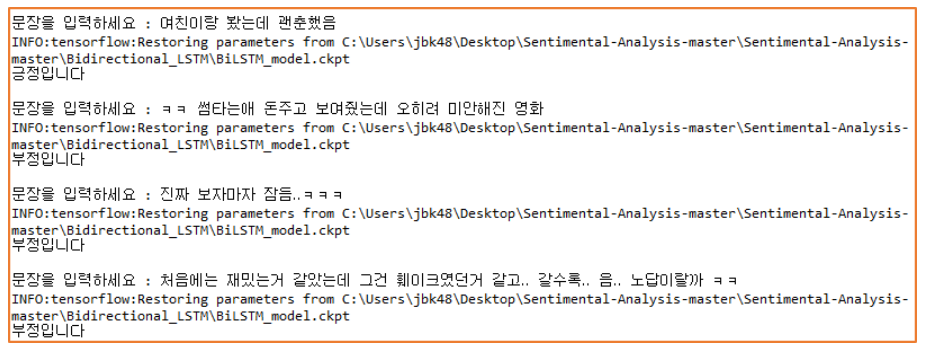 문장을 입력하세요 : 여친이랑 봤는데 괜춘했음
INFO:tensorflow:Restoring parameters from C:\Users\jbk48\Desktop\Sentimental-Analysis-master\Sentimental-Analysis-
master\Bidirectional_LSTM\BiLSTM_model.ckpt
긍정입니다
문장을 입력하세요 : ㅋㅋ 썸타는애 돈주고 보여줬는데 오히려 미안해진 영화
INFO:tensorflow:Restoring parameters from C:\Users\jbk48\Desktop\Sentimental-Analysis-master\Sentimental-Analysis-
master\Bidirectional_LSTM\BiLSTM_model.ckpt
부정입니다
문장을 입력하세요 : 진짜 보자마자 잠듬..ㅋㅋㅋ
INFO:tensorflow:Restoring parameters from C:\Users\jbk48\Desktop\Sentimental-Analysis-master\Sentimental-Analysis-
master\Bidirectional_LSTM\BiLSTM_model.ckpt
부정입니다
문장을 입력하세요 : 처음에는 재밌는거 같았는데 그건 훼이크였던거 같고.. 갈수록.. 음.. 노답이랄까 ㅋㅋ
INFO:tensorflow:Restoring parameters from C:\Users\jbk48\Desktop\Sentimental-Analysis-master\Sentimental-Analysis-
master\Bidirectional_LSTM\BiLSTM_model.ckpt
부정입니다